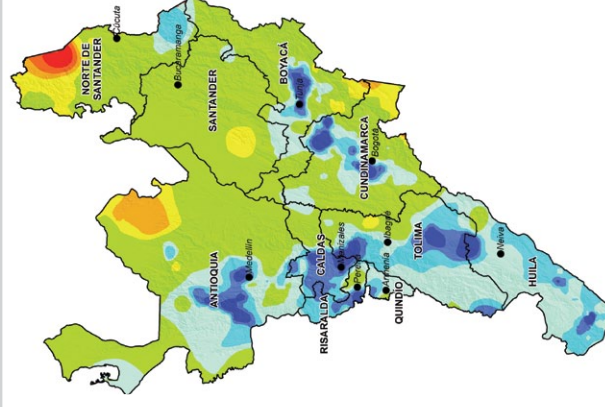 Cúcuta
NORTE DE
SANTANDER
Bucaramanga
SANTANDER
BOYACÁ
Tunja
ANTIOQUIA
Medellín
CUNDINAMARCA
Bogotá
CALDAS
Manizales
RISARALDA
Pereira
Ibagué
Armenia
QUINDÍO
TOLIMA
Neiva
HUILA